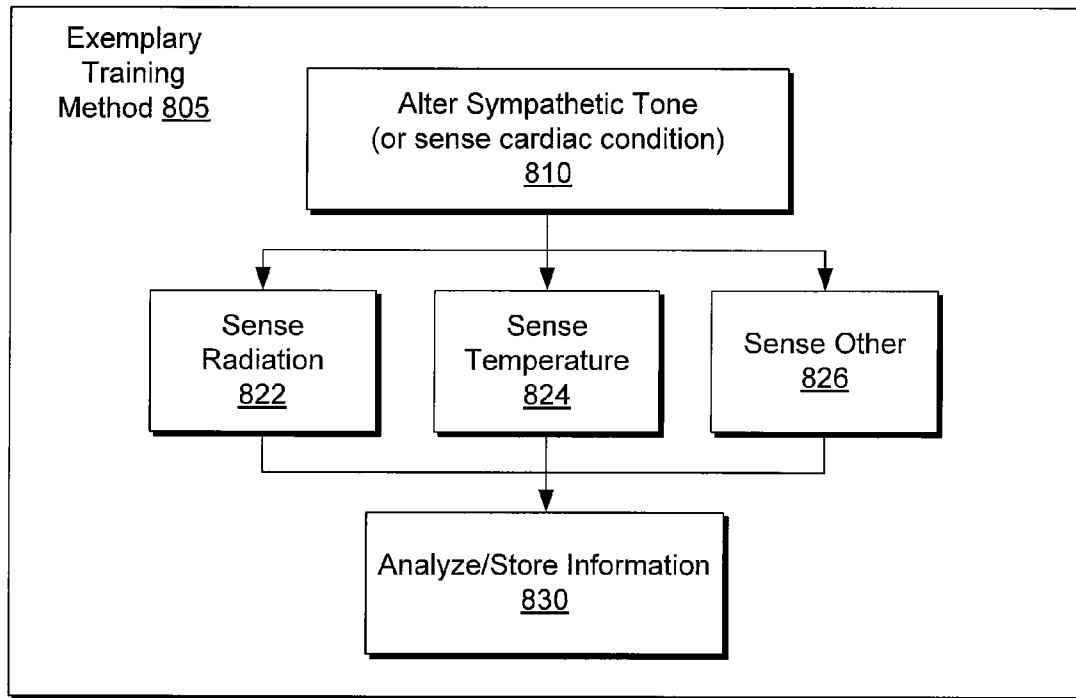 Exemplary
Training
Method 805
Alter Sympathetic Tone
(or sense cardiac condition)
810
Sense
Radiation
822
Sense
Temperature
824
Sense Other
826
Analyze/Store Information
830